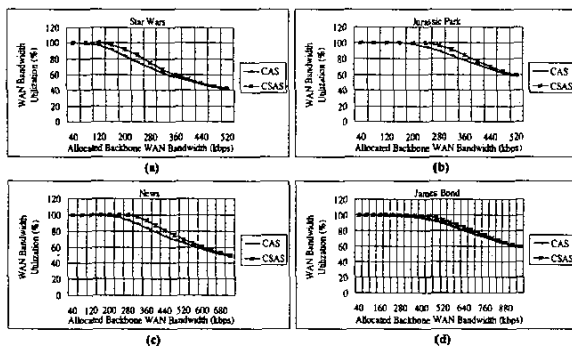 Star Wars
WAN Bandwidth Utilization (%)
120
100
80
60
40
20
0
40 120 200 280 360 440 520
Allocated Backbone WAN Bandwidth (kbps)
CAS
CSAS
(a)
Jurassic Park
WAN Bandwidth Utilization (%)
120
100
80
60
40
20
0
40 120 200 280 360 440 520
Allocated Backbone WAN Bandwidth (kbps)
CAS
CSAS
(b)
News
WAN Bandwidth Utilization (%)
120
100
80
60
40
20
0
40 120 200 280 360 440 520 600 680
Allocated Backbone WAN Bandwidth (kbps)
CAS
CSAS
(c)
James Bond
WAN Bandwidth Utilization (%)
120
100
80
60
40
20
0
40 160 280 400 520 640 760 880
Allocated Backbone WAN Bandwidth (kbps)
CAS
CSAS
(d)